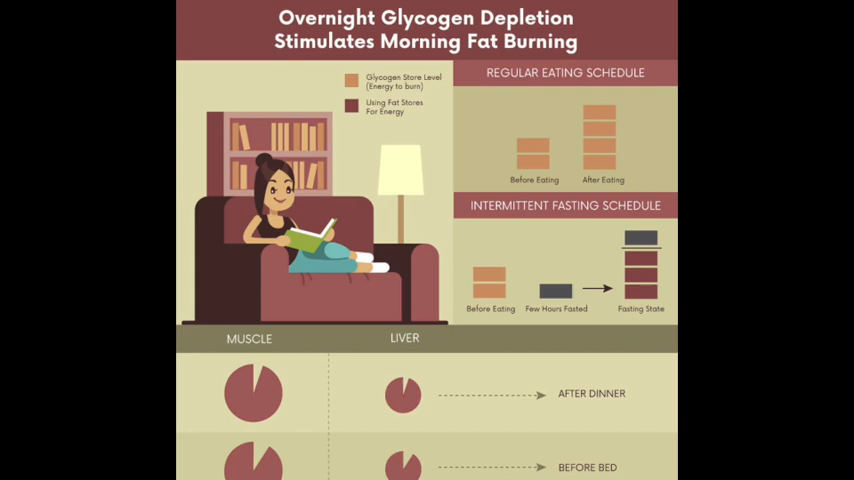 Overnight Glycogen Depletion
Stimulates Morning Fat Burning
Glycogen Store Level
(Energy to burn)
Using Fat Stores
For Energy
REGULAR EATING SCHEDULE
Before Eating
After Eating
INTERMITTENT FASTING SCHEDULE
Before Eating
Few Hours Fasted
Fasting State
MUSCLE
LIVER
AFTER DINNER
BEFORE BED